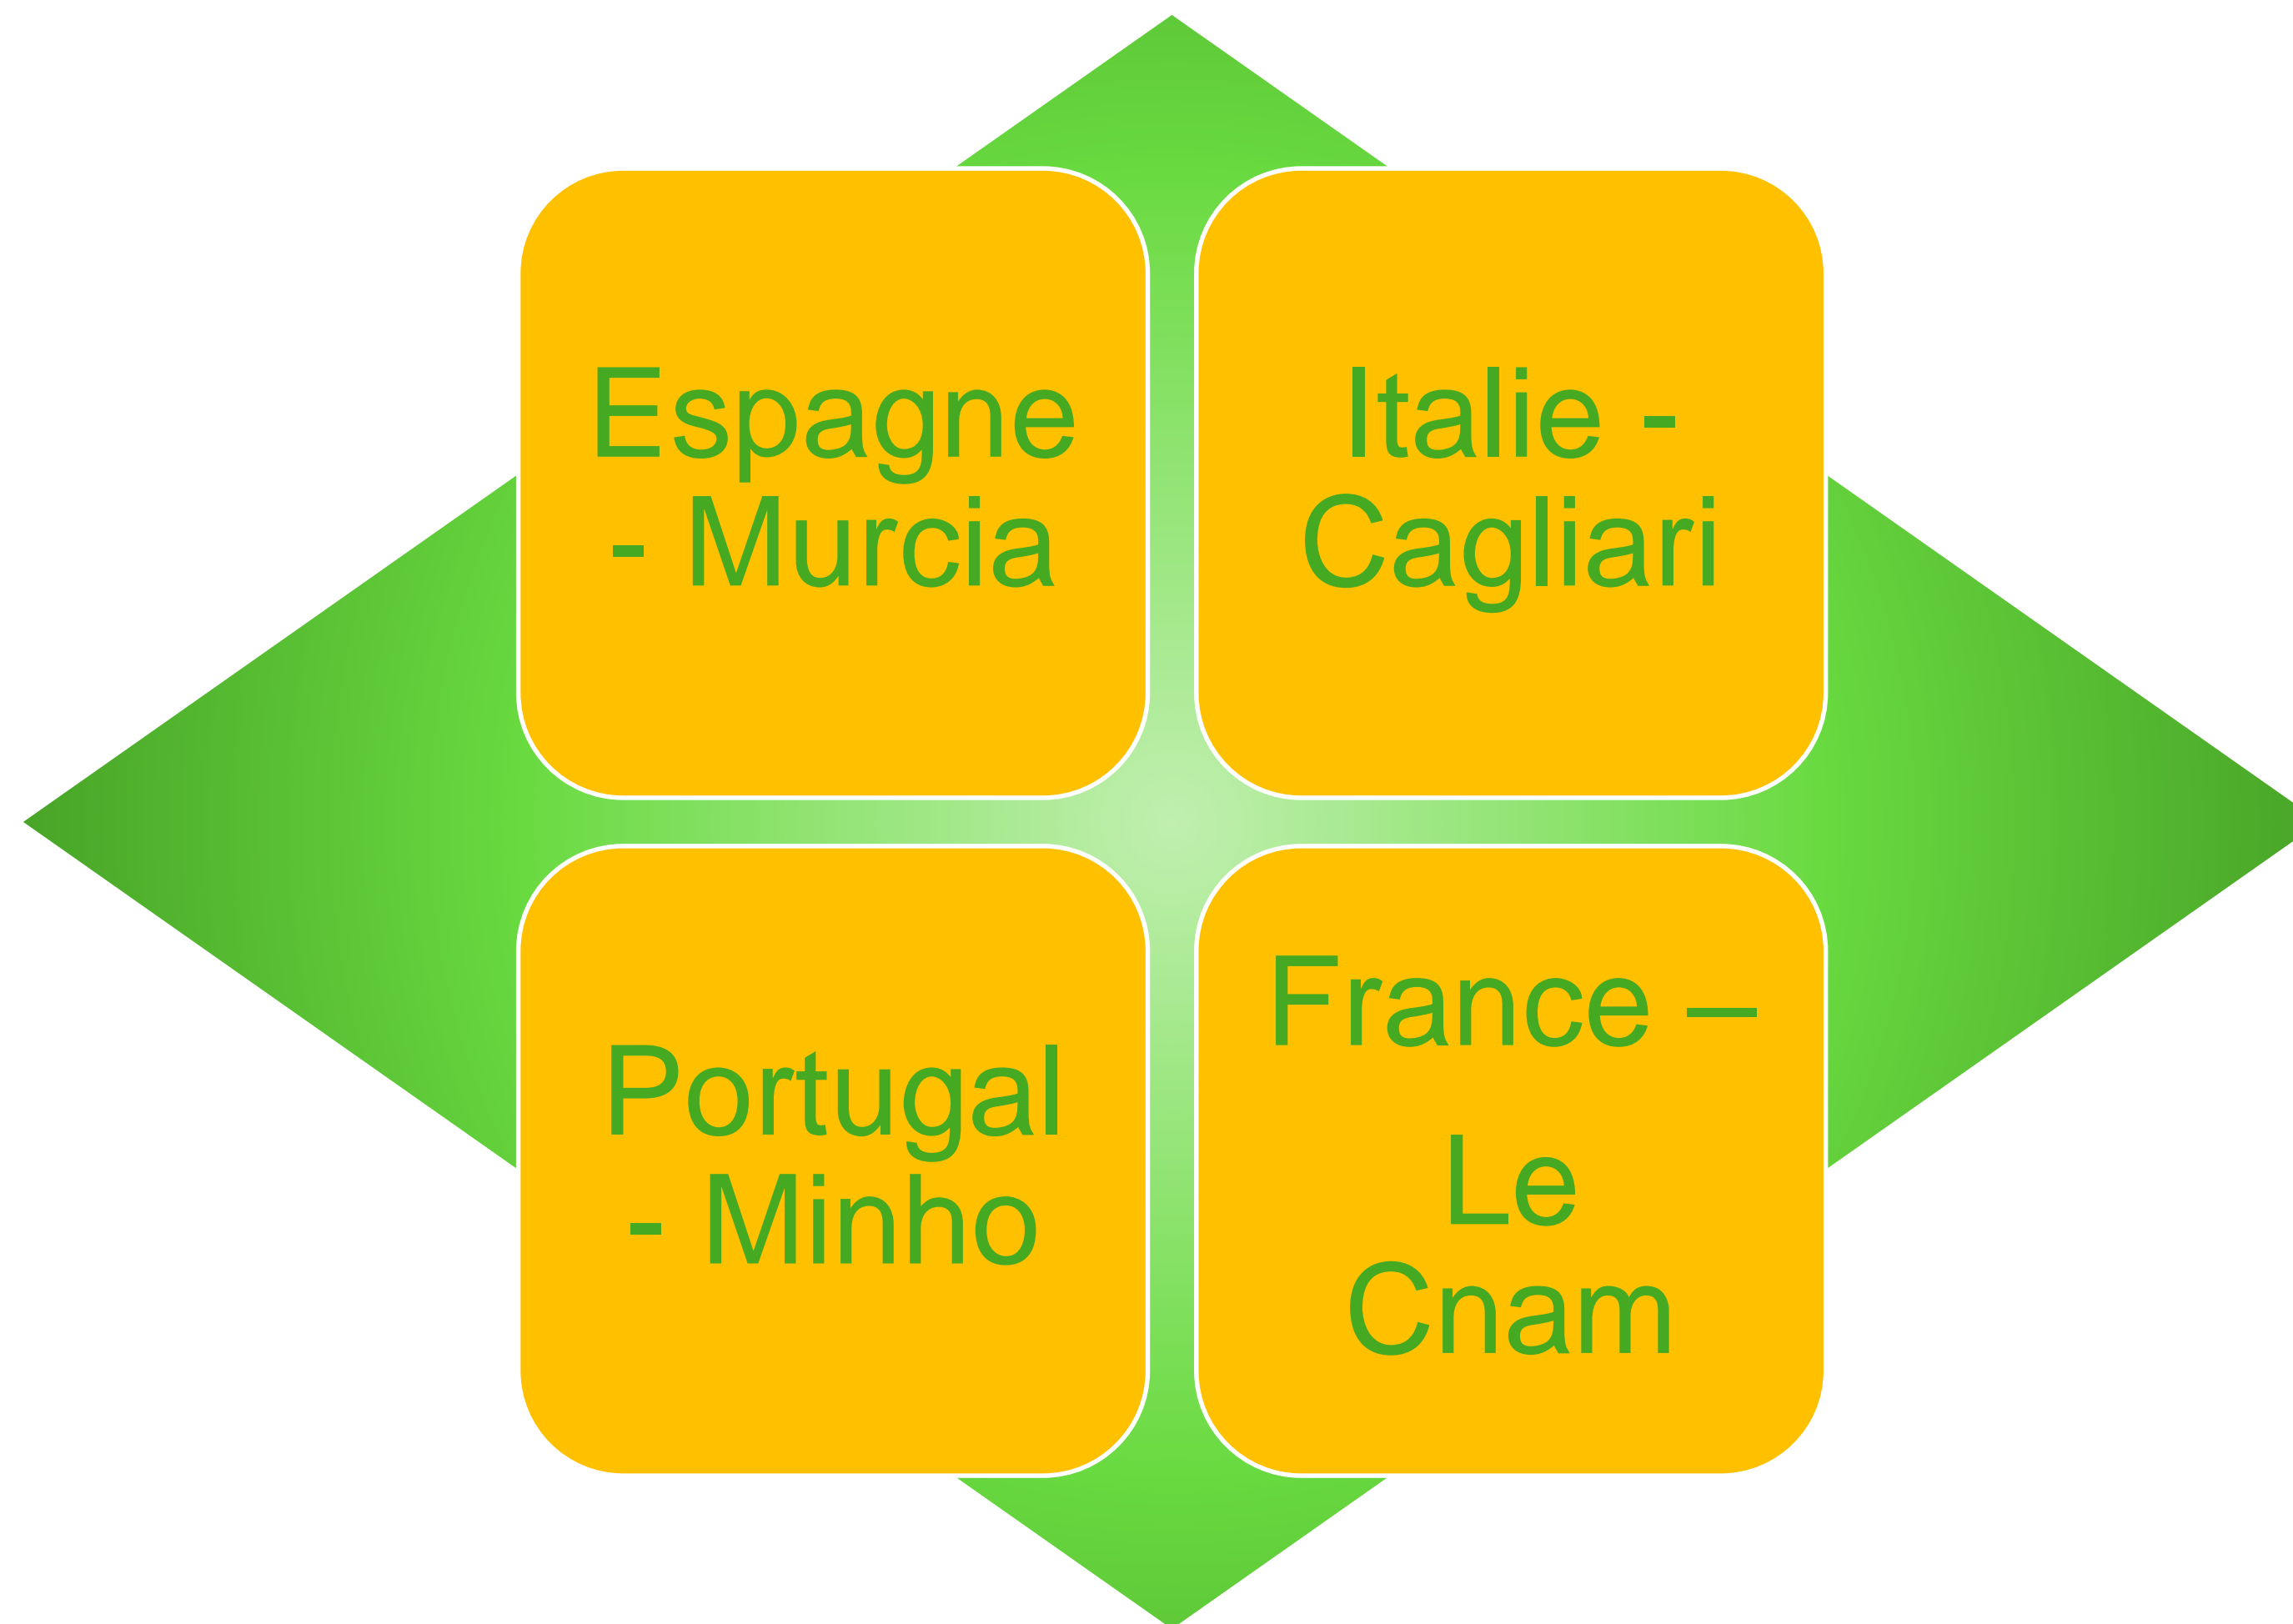 Espagne
- Murcia
Italie -
Cagliari
Portugal
- Minho
France –
Le
Cnam